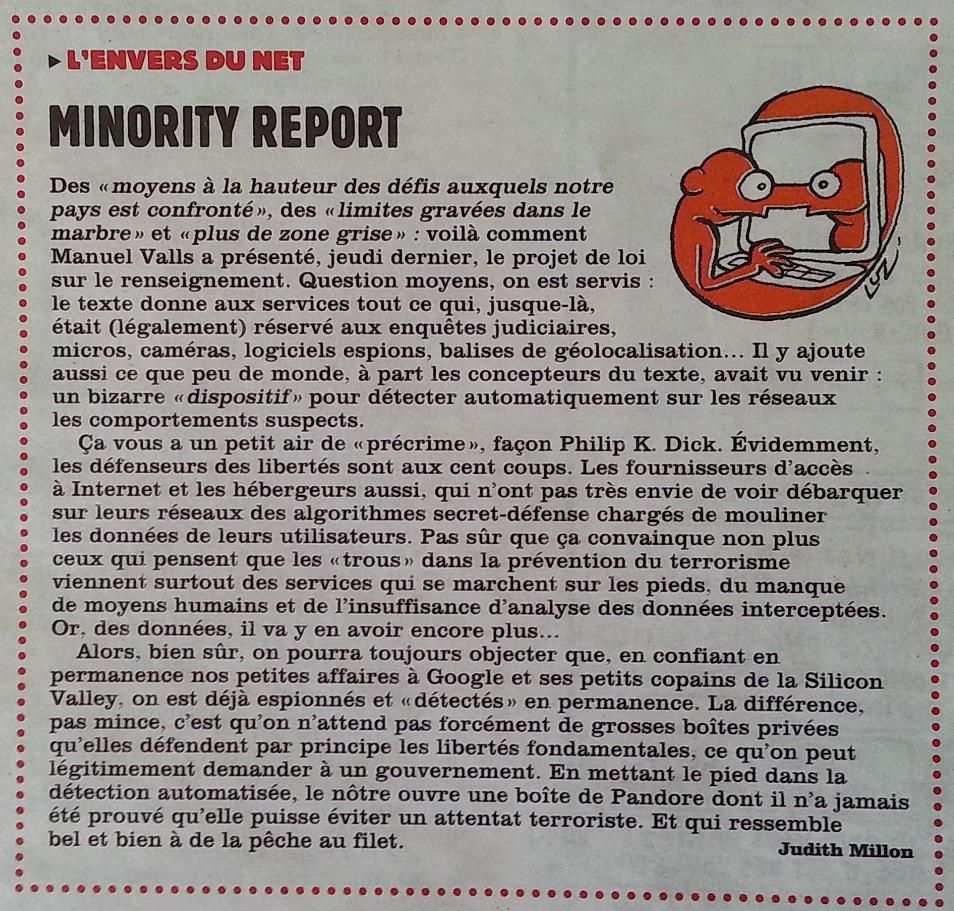 ▸ L'ENVERS DU NET
MINORITY REPORT
Des «moyens à la hauteur des défis auxquels notre
pays est confronté», des «limites gravées dans le
marbre» et «plus de zone grise» : voilà comment
Manuel Valls a présenté, jeudi dernier, le projet de loi
sur le renseignement. Question moyens, on est servis :
le texte donne aux services tout ce qui, jusque-là,
était (légalement) réservé aux enquêtes judiciaires,
micros, caméras, logiciels espions, balises de géolocalisation... Il y ajoute
aussi ce que peu de monde, à part les concepteurs du texte, avait vu venir :
un bizarre «dispositif» pour détecter automatiquement sur les réseaux
les comportements suspects.
Ça vous a un petit air de «précrime», façon Philip K. Dick. Évidemment,
les défenseurs des libertés sont aux cent coups. Les fournisseurs d'accès
à Internet et les hébergeurs aussi, qui n'ont pas très envie de voir débarquer
sur leurs réseaux des algorithmes secret-défense chargés de mouliner
les données de leurs utilisateurs. Pas sûr que ça convainque non plus
ceux qui pensent que les «trous» dans la prévention du terrorisme
viennent surtout des services qui se marchent sur les pieds, du manque
de moyens humains et de l'insuffisance d'analyse des données interceptées.
Or, des données, il va y en avoir encore plus...
Alors, bien sûr, on pourra toujours objecter que, en confiant en
permanence nos petites affaires à Google et ses petits copains de la Silicon
Valley, on est déjà espionnés et «détectés» en permanence. La différence,
pas mince, c'est qu'on n'attend pas forcément de grosses boîtes privées
qu'elles défendent par principe les libertés fondamentales, ce qu'on peut
légitimement demander à un gouvernement. En mettant le pied dans la
détection automatisée, le nôtre ouvre une boîte de Pandore dont il n'a jamais
été prouvé qu'elle puisse éviter un attentat terroriste. Et qui ressemble
bel et bien à de la pêche au filet.
Judith Millon
LUZ